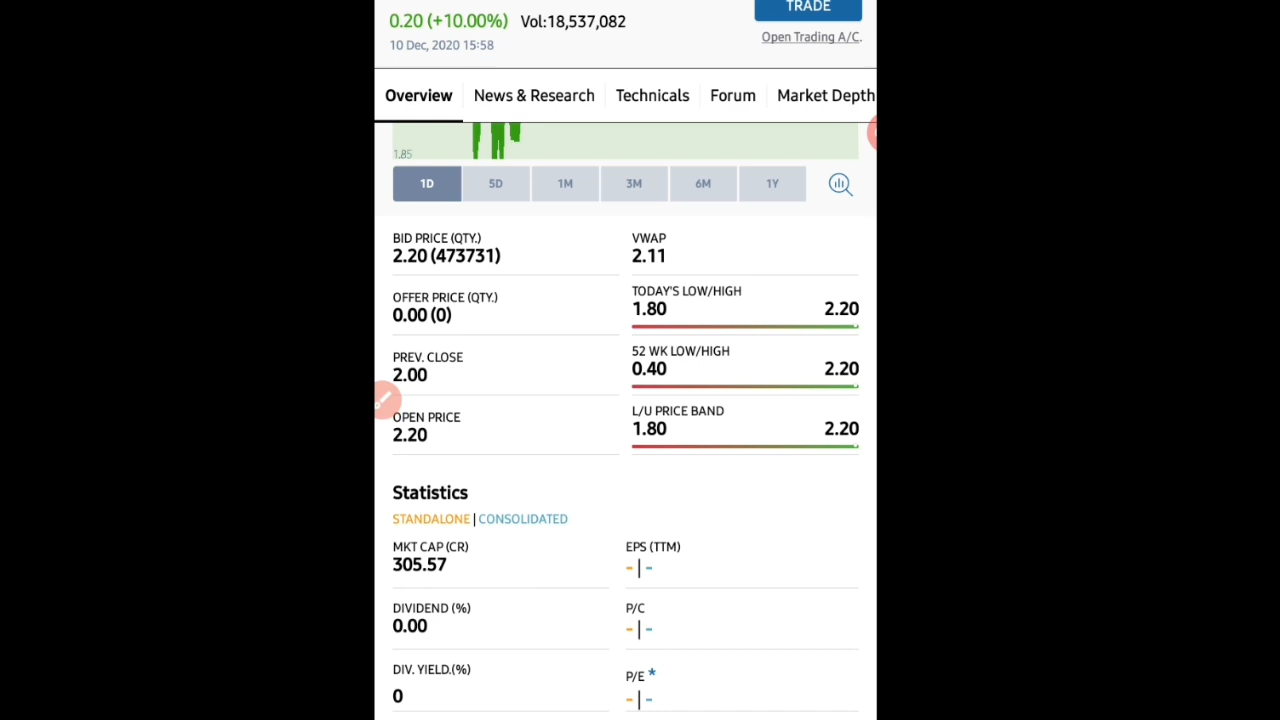 TRADE
0.20 (+10.00%) Vol:18,537,082
Open Trading A/C.
10 Dec, 2020 15:58
Overview News & Research Technicals Forum Market Depth
1.85
1D 5D 1M 3M 6M 1Y
BID PRICE (QTY.) VWAP
2.20 (473731) 2.11
OFFER PRICE (QTY.) TODAY'S LOW/HIGH
0.00 (0) 1.80 2.20
PREV. CLOSE 52 WK LOW/HIGH
2.00 0.40 2.20
OPEN PRICE L/U PRICE BAND
2.20 1.80 2.20
Statistics
STANDALONE | CONSOLIDATED
MKT CAP (CR) EPS (TTM)
305.57 - | -
DIVIDEND (%) P/C
0.00 - | -
DIV. YIELD.(%) P/E *
0 - | -